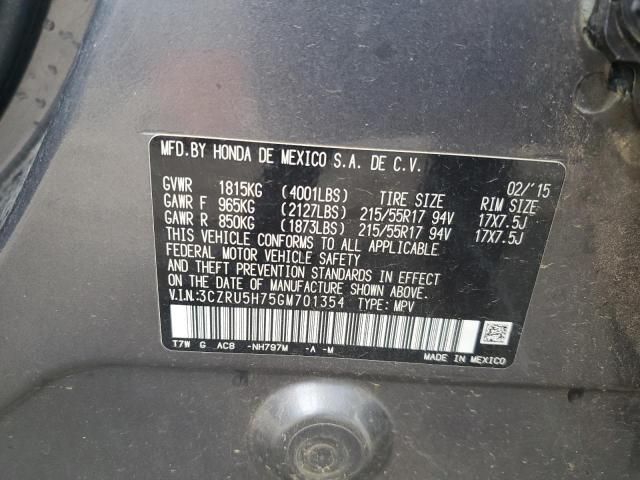 MFD.BY HONDA DE MEXICO S.A. DE C.V.
02/'15
GVWR 1815KG (4001LBS) TIRE SIZE RIM SIZE
GAWR F 965KG (2127LBS) 215/55R17 94V 17X7.5J
GAWR R 850KG (1873LBS) 215/55R17 94V 17X7.5J
THIS VEHICLE CONFORMS TO ALL APPLICABLE
FEDERAL MOTOR VEHICLE SAFETY
AND THEFT PREVENTION STANDARDS IN EFFECT
ON THE DATE OF MANUFACTURE SHOWN ABOVE.
V.I.N:3CZRU5H75GM701354 TYPE: MPV
T7W G AC8 -NH797M -A -M
MADE IN MEXICO